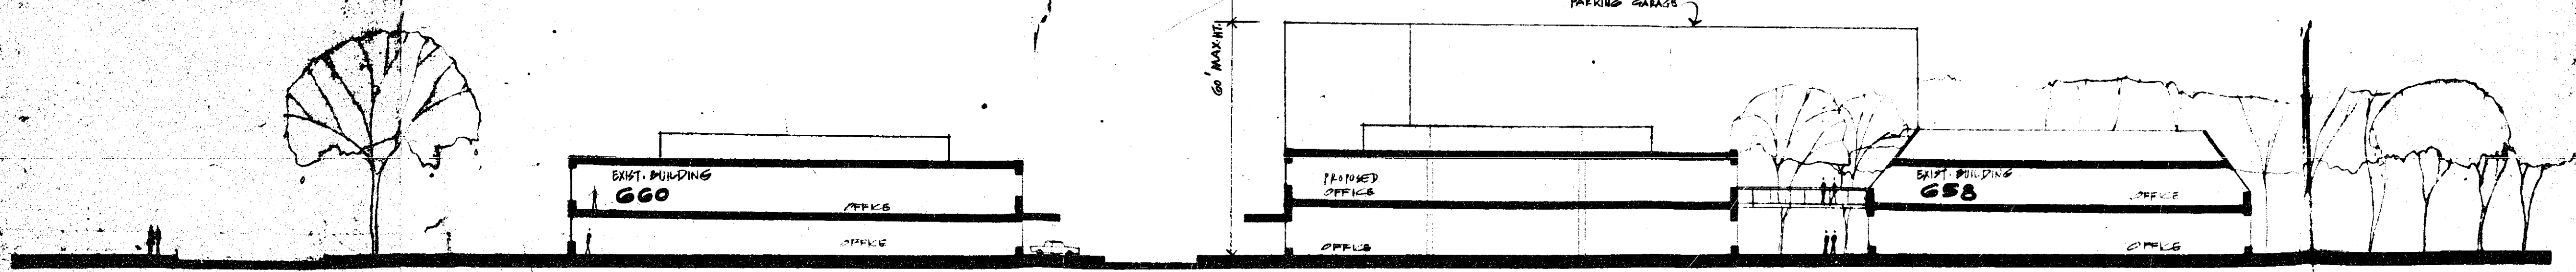 PARKING GARAGE
60' MAX. HT.
EXIST. BUILDING
660
OFFICE
OFFICE
PROPOSED
OFFICE
OFFICE
EXIST. BUILDING
658
OFFICE
OFFICE